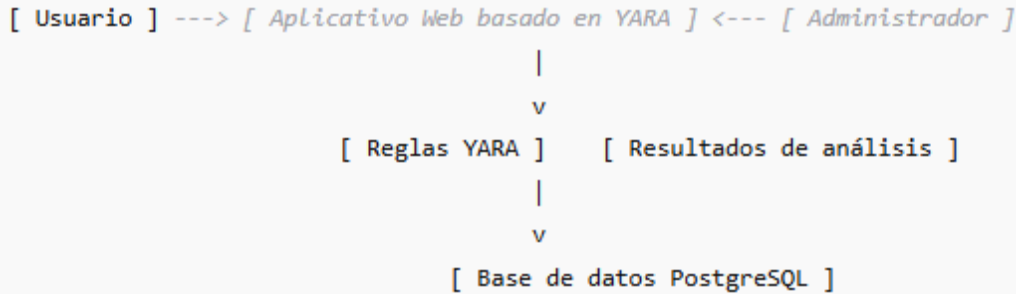 [ Usuario ] ---> [ Aplicativo Web basado en YARA ] <--- [ Administrador ]
|
v
[ Reglas YARA ] [ Resultados de análisis ]
|
v
[ Base de datos PostgreSQL ]